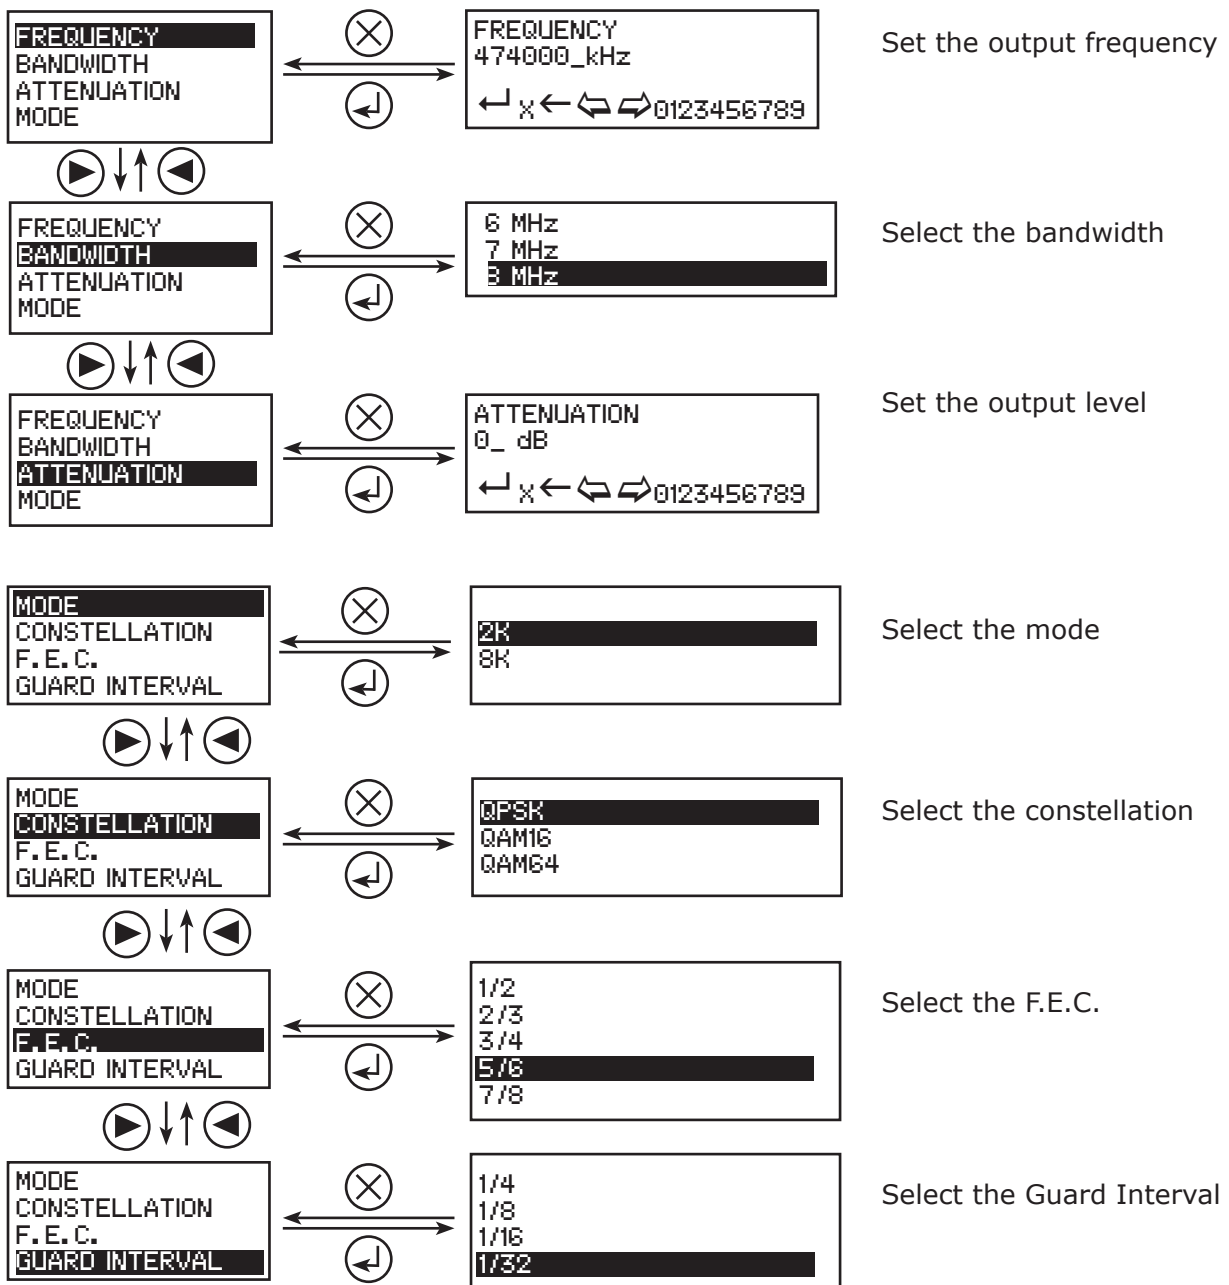 FREQUENCY
BANDWIDTH
ATTENUATION
MODE
FREQUENCY
474000_kHz
X 0123456789
Set the output frequency
FREQUENCY
BANDWIDTH
ATTENUATION
MODE
6 MHz
7 MHz
8 MHz
Select the bandwidth
FREQUENCY
BANDWIDTH
ATTENUATION
MODE
ATTENUATION
0_ dB
X 0123456789
Set the output level
MODE
CONSTELLATION
F.E.C.
GUARD INTERVAL
2K
8K
Select the mode
MODE
CONSTELLATION
F.E.C.
GUARD INTERVAL
QPSK
QAM16
QAM64
Select the constellation
MODE
CONSTELLATION
F.E.C.
GUARD INTERVAL
1/2
2/3
3/4
5/6
7/8
Select the F.E.C.
MODE
CONSTELLATION
F.E.C.
GUARD INTERVAL
1/4
1/8
1/16
1/32
Select the Guard Interval